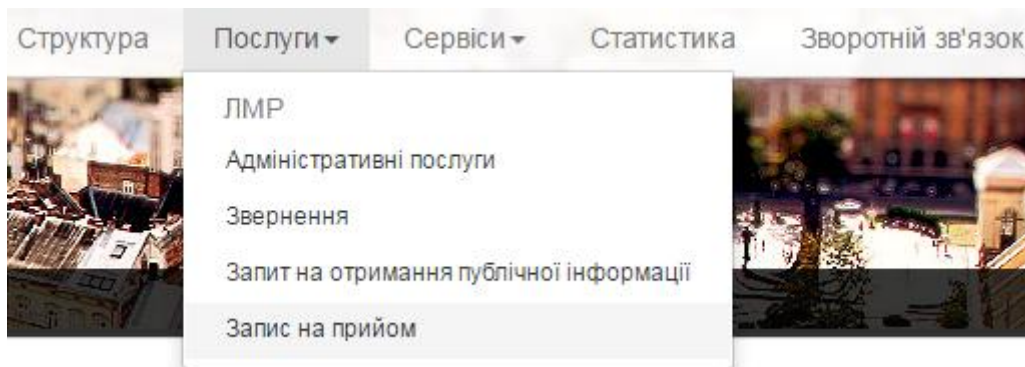 Структура Послуги Сервіси Статистика Зворотній зв'язок
ЛМР
Адміністративні послуги
Звернення
Запит на отримання публічної інформації
Запис на прийом